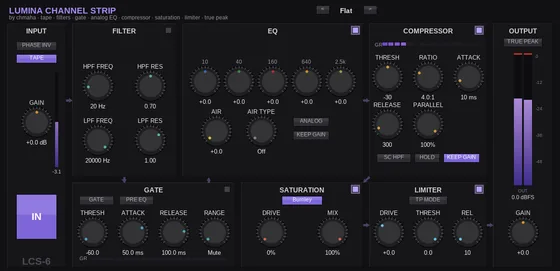 LUMINA CHANNEL STRIP
by chmaha · tape · filters · gate · analog EQ · compressor · saturation · limiter · true peak
Flat
INPUT
PHASE INV
TAPE
GAIN
+0.0 dB
-3.1
IN
LCS-6
FILTER
HPF FREQ
HPF RES
20 Hz
0.70
LPF FREQ
LPF RES
20000 Hz
1.00
EQ
10
40
160
640
2.5k
+0.0
+0.0
+0.0
+0.0
+0.0
AIR
AIR TYPE
+0.0
Off
ANALOG
KEEP GAIN
COMPRESSOR
GR
THRESH
RATIO
ATTACK
-30
4.0:1
10 ms
RELEASE
PARALLEL
300
100%
SC HPF
HOLD
KEEP GAIN
OUTPUT
TRUE PEAK
0
-12
-24
-36
-48
OUT
0.0 dBFS
GAIN
+0.0
GATE
GATE
PRE EQ
THRESH
ATTACK
RELEASE
RANGE
-60.0
50.0 ms
100.0 ms
Mute
GR
SATURATION
DRIVE
MIX
0%
100%
LIMITER
TP MODE
DRIVE
THRESH
REL
+0.0
0.0
10